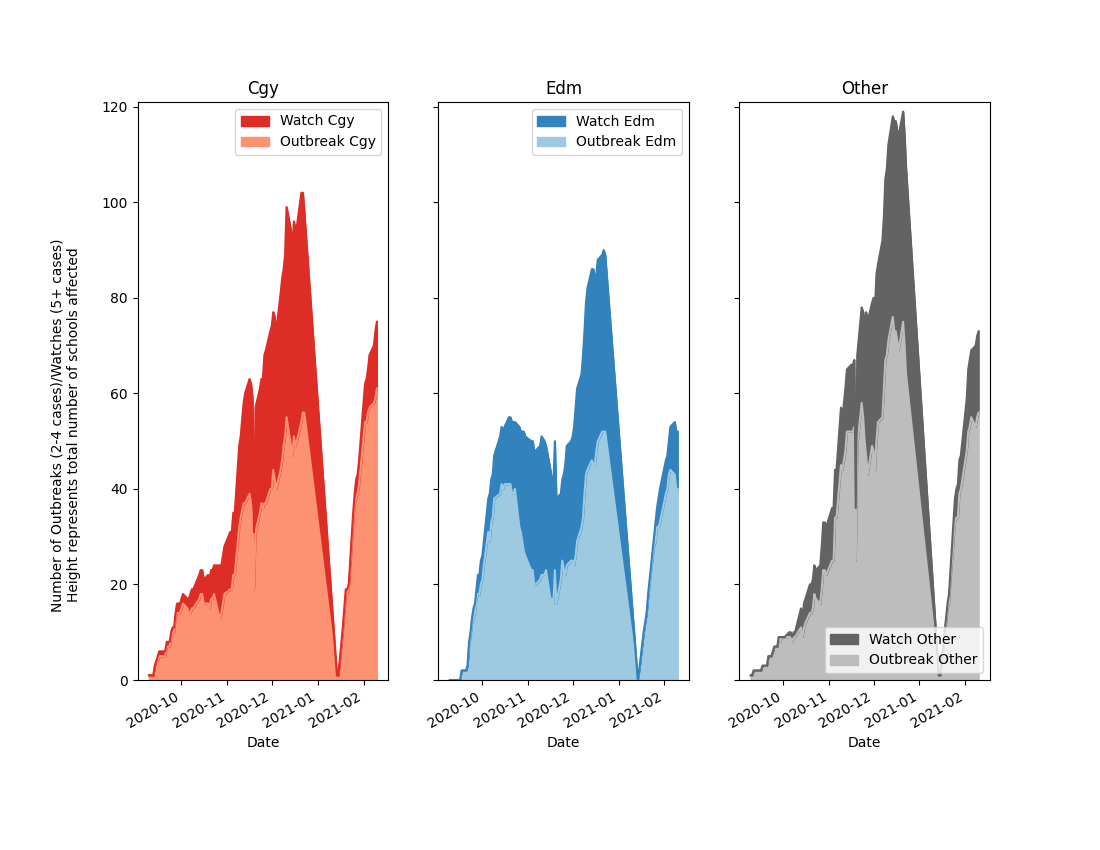 Cgy
Edm
Other
Number of Outbreaks (2-4 cases)/Watches (5+ cases)
Height represents total number of schools affected
120
100
80
60
40
20
0
Watch Cgy
Outbreak Cgy
Watch Edm
Outbreak Edm
Watch Other
Outbreak Other
2020-10
2020-11
2020-12
2021-01
2021-02
2020-10
2020-11
2020-12
2021-01
2021-02
2020-10
2020-11
2020-12
2021-01
2021-02
Date
Date
Date